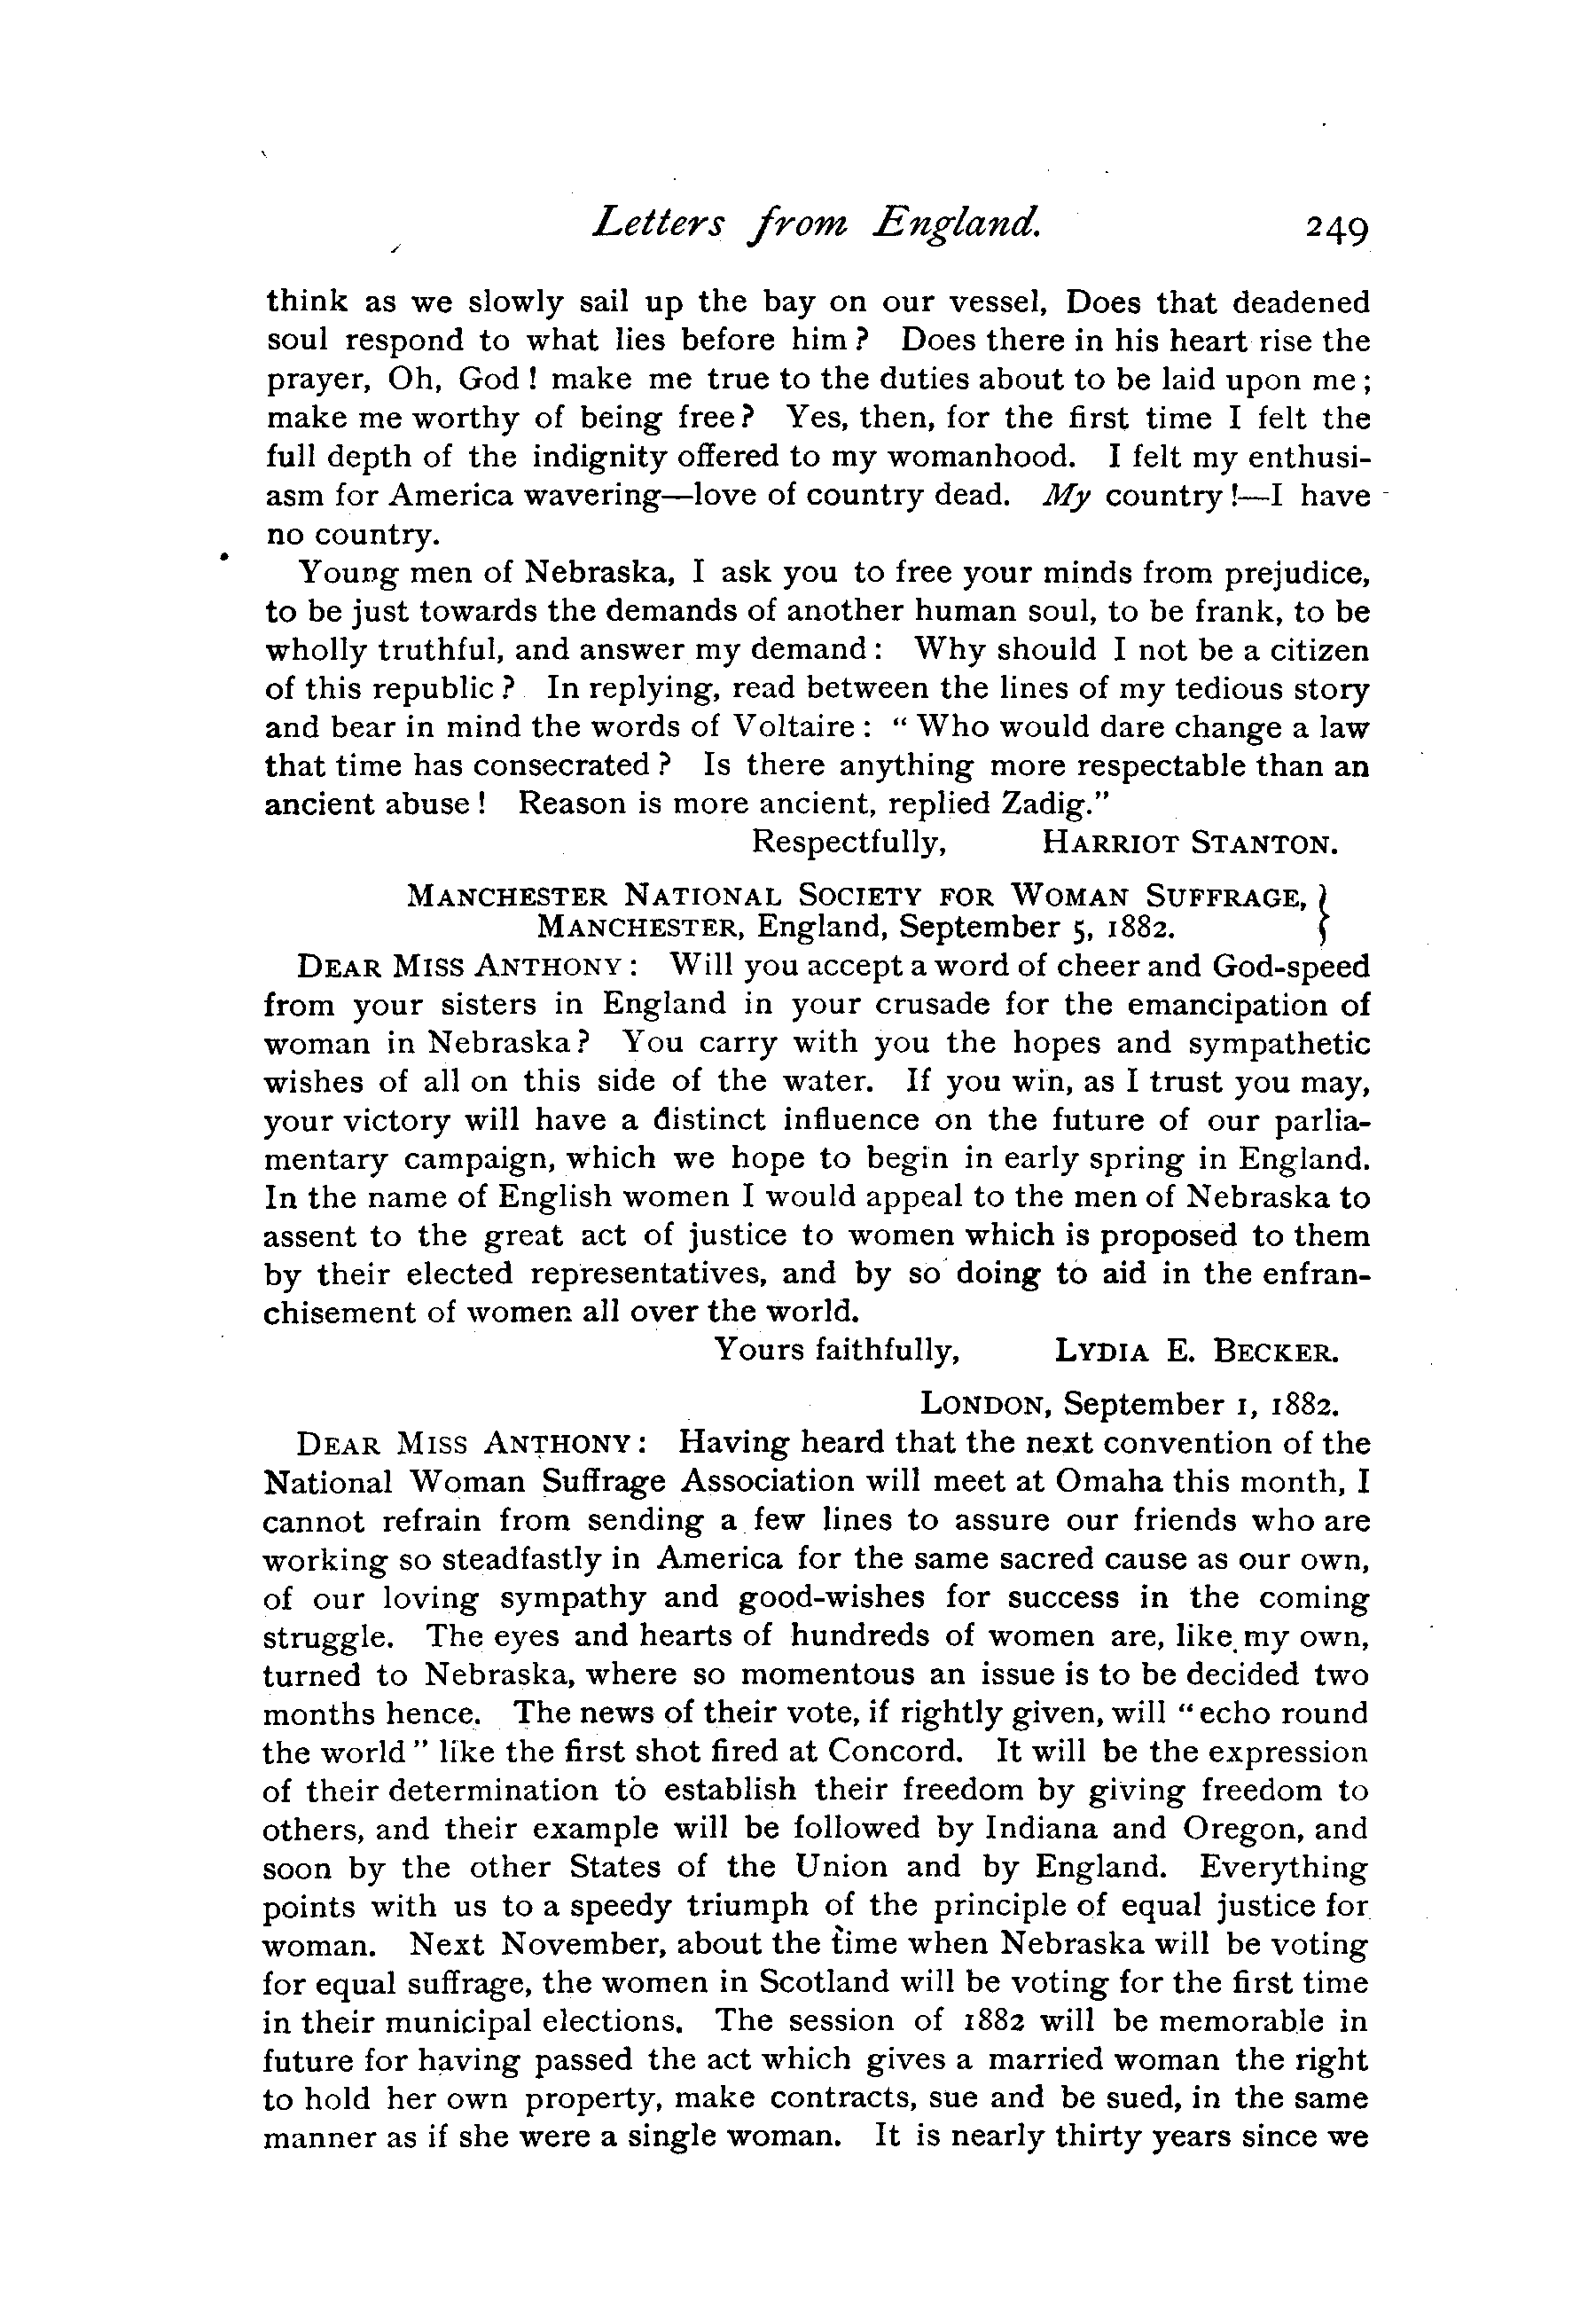 Letters from England. 249
think as we slowly sail up the bay on our vessel, Does that deadened
soul respond to what lies before him? Does there in his heart rise the
prayer, Oh, God! make me true to the duties about to be laid upon me;
make me worthy of being free? Yes, then, for the first time I felt the
full depth of the indignity offered to my womanhood. I felt my enthusi-
asm for America wavering—love of country dead. My country!—I have
no country.
Young men of Nebraska, I ask you to free your minds from prejudice,
to be just towards the demands of another human soul, to be frank, to be
wholly truthful, and answer my demand: Why should I not be a citizen
of this republic? In replying, read between the lines of my tedious story
and bear in mind the words of Voltaire: "Who would dare change a law
that time has consecrated? Is there anything more respectable than an
ancient abuse! Reason is more ancient, replied Zadig."
Respectfully, HARRIOT STANTON.
MANCHESTER NATIONAL SOCIETY FOR WOMAN SUFFRAGE, }
MANCHESTER, England, September 5, 1882.
DEAR MISS ANTHONY: Will you accept a word of cheer and God-speed
from your sisters in England in your crusade for the emancipation of
woman in Nebraska? You carry with you the hopes and sympathetic
wishes of all on this side of the water. If you win, as I trust you may,
your victory will have a distinct influence on the future of our parlia-
mentary campaign, which we hope to begin in early spring in England.
In the name of English women I would appeal to the men of Nebraska to
assent to the great act of justice to women which is proposed to them
by their elected representatives, and by so doing to aid in the enfran-
chisement of women all over the world.
Yours faithfully, LYDIA E. BECKER.
LONDON, September 1, 1882.
DEAR MISS ANTHONY: Having heard that the next convention of the
National Woman Suffrage Association will meet at Omaha this month, I
cannot refrain from sending a few lines to assure our friends who are
working so steadfastly in America for the same sacred cause as our own,
of our loving sympathy and good-wishes for success in the coming
struggle. The eyes and hearts of hundreds of women are, like my own,
turned to Nebraska, where so momentous an issue is to be decided two
months hence. The news of their vote, if rightly given, will "echo round
the world" like the first shot fired at Concord. It will be the expression
of their determination to establish their freedom by giving freedom to
others, and their example will be followed by Indiana and Oregon, and
soon by the other States of the Union and by England. Everything
points with us to a speedy triumph of the principle of equal justice for
woman. Next November, about the time when Nebraska will be voting
for equal suffrage, the women in Scotland will be voting for the first time
in their municipal elections. The session of 1882 will be memorable in
future for having passed the act which gives a married woman the right
to hold her own property, make contracts, sue and be sued, in the same
manner as if she were a single woman. It is nearly thirty years since we